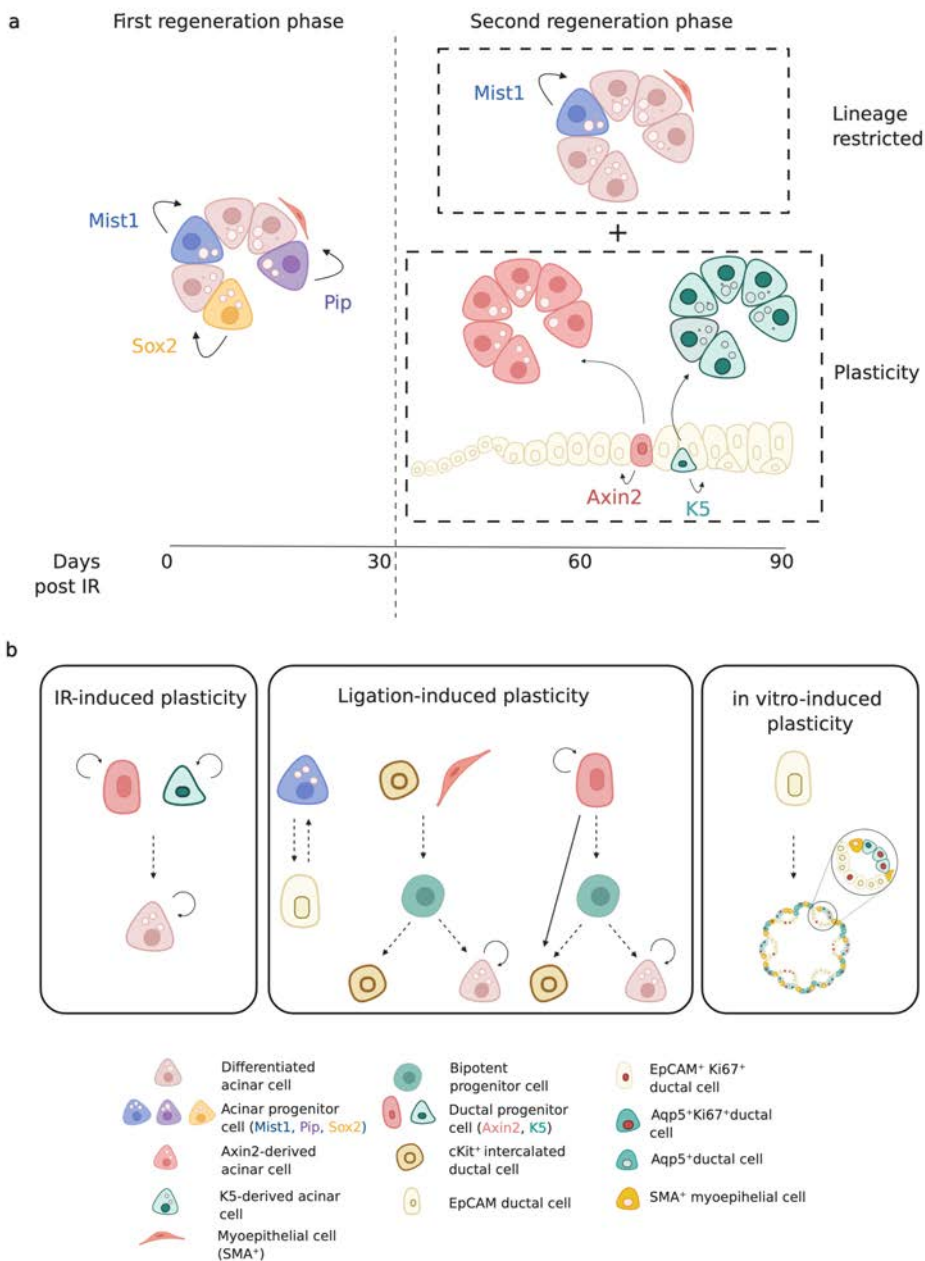 a
First regeneration phase
Second regeneration phase
Mist1
Lineage
restricted
Mist1
Pip
Sox2
+
Plasticity
Axin2
K5
Days
post IR
0
30
60
90
b
IR-induced plasticity
Ligation-induced plasticity
in vitro-induced
plasticity
Differentiated
acinar cell
Acinar progenitor
cell (Mist1, Pip, Sox2)
Axin2-derived
acinar cell
K5-derived acinar
cell
Myoepithelial cell
(SMA⁺)
Bipotent
progenitor cell
Ductal progenitor
cell (Axin2, K5)
cKit⁺ intercalated
ductal cell
EpCAM ductal cell
EpCAM⁺ Ki67⁺
ductal cell
Aqp5⁺Ki67⁺ductal
cell
Aqp5⁺ductal cell
SMA⁺ myoepihelial cell